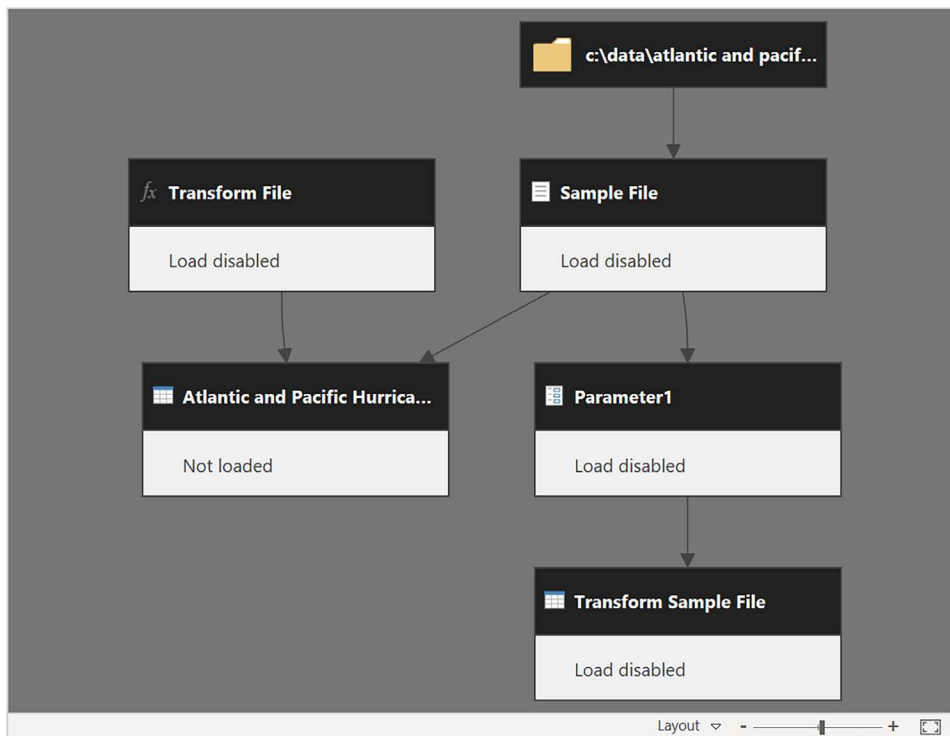 c:\data\atlantic and pacif...
fx Transform File
Load disabled
Sample File
Load disabled
Atlantic and Pacific Hurrica...
Not loaded
Parameter1
Load disabled
Transform Sample File
Load disabled
Layout - +